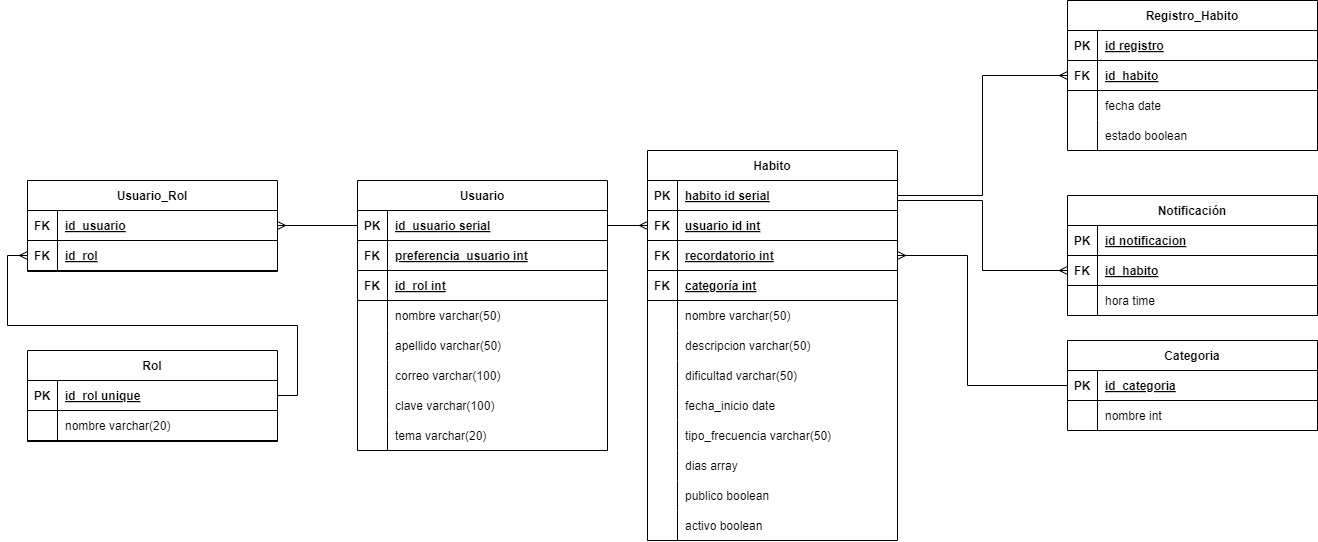 Registro_Habito
PK id registro
FK id_habito
fecha date
estado boolean
Habito
PK habito id serial
FK usuario id int
FK recordatorio int
FK categoría int
nombre varchar(50)
descripcion varchar(50)
dificultad varchar(50)
fecha_inicio date
tipo_frecuencia varchar(50)
dias array
publico boolean
activo boolean
Usuario_Rol
FK id_usuario
FK id_rol
Usuario
PK id_usuario serial
FK preferencia_usuario int
FK id_rol int
nombre varchar(50)
apellido varchar(50)
correo varchar(100)
clave varchar(100)
tema varchar(20)
Notificación
PK id notificacion
FK id_habito
hora time
Rol
PK id_rol unique
nombre varchar(20)
Categoria
PK id_categoria
nombre int